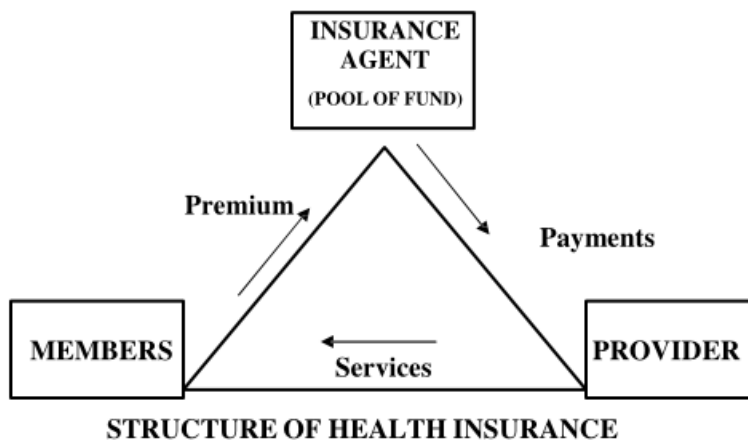 INSURANCE
AGENT
(POOL OF FUND)
Premium
Payments
MEMBERS
Services
PROVIDER
STRUCTURE OF HEALTH INSURANCE